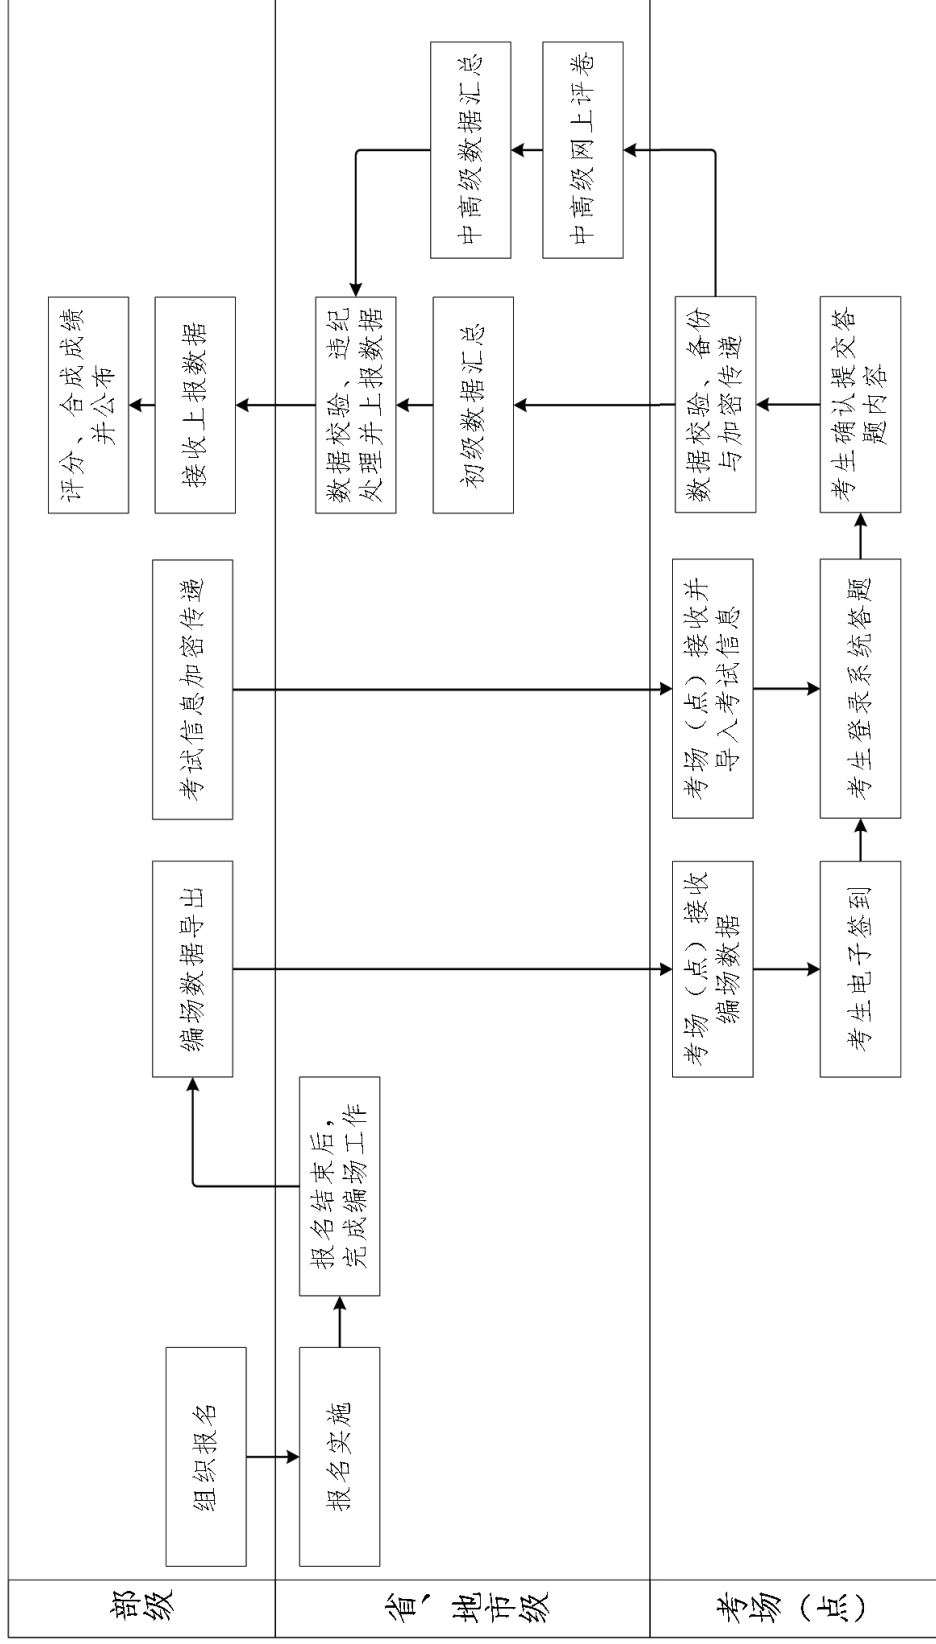 部
级
组织报名
编场数据导出
考试信息加密传递
接收上报数据
评分、合成成绩
并公布
省、地
市级
报名实施
报名结束后，
完成编场工作
数据校验、违纪
处理并上报数据
初级数据汇总
中高级数据汇总
中高级网上评卷
考
场（点）
考场（点）接收
编场数据
考生电子签到
考场（点）接收并
导入考试信息
考生登录系统答题
数据校验、备份
与加密传递
考生确认提交答
题内容